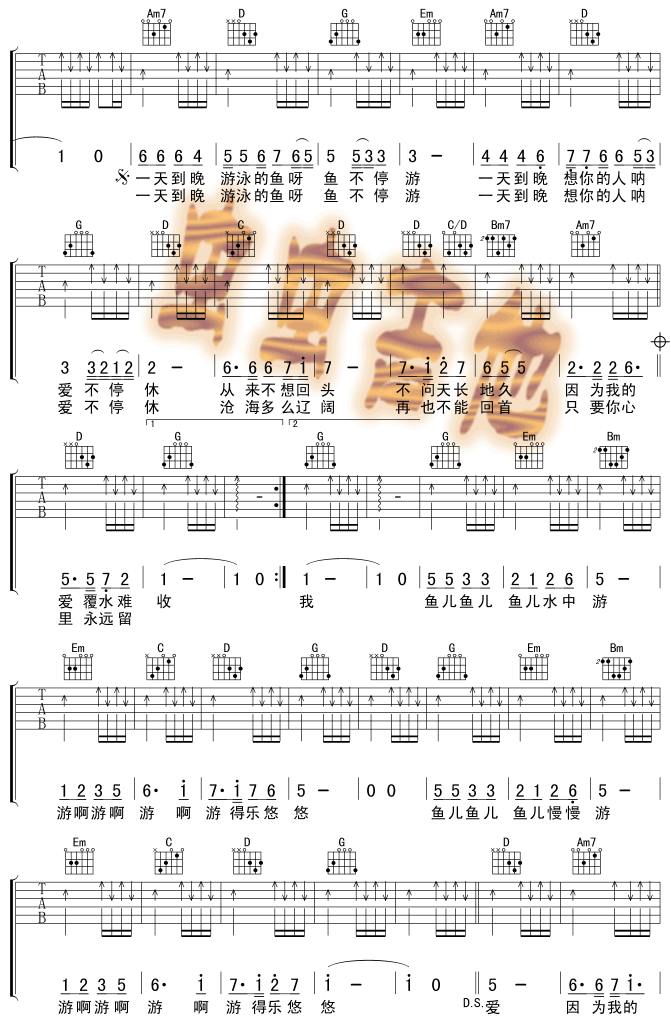 Am7 D G Em Am7 D
T A B
1 0 6 6 6 4 5 5 6 7 6 5 5 5 3 3 3 - 4 4 4 6 7 7 6 6 5 3
一天到晚 游泳的鱼呀 鱼 不停 游 一天到晚 想你的人呐
一天到晚 游泳的鱼呀 鱼 不停 游 一天到晚 想你的人呐
G D C D D C/D Bm7 Am7
T A B
3 3 2 1 2 2 - 6· 6 6 7 i 7 - 7· i 2 7 6 5 5 2· 2 2 6·
爱 不 停 休 从 来不想回 头 不 问天长 地久 因 为我的
爱 不 停 休 沧 海多么辽 阔 再 也不能 回首 只 要你心
1 2
D G G G Em Bm
T A B
5· 5 7 2 1 - 1 0 1 - 1 0 5 5 3 3 2 1 2 6 5 -
爱 覆水难 收 我 鱼儿鱼儿 鱼儿水中 游
里 永远留
Em C D G D G Em Bm
T A B
1 2 3 5 6· i 7· i 7 6 5 - 0 0 5 5 3 3 2 1 2 6 5 -
游啊游啊 游 啊 游 得乐悠 悠 鱼儿鱼儿 鱼儿慢慢 游
Em C D G D Am7
T A B
1 2 3 5 6· i 7· i 2 7 i - i 0 5 - 6· 6 7 i·
游啊游啊 游 啊 游 得乐悠 悠 D.S. 爱 因 为我的